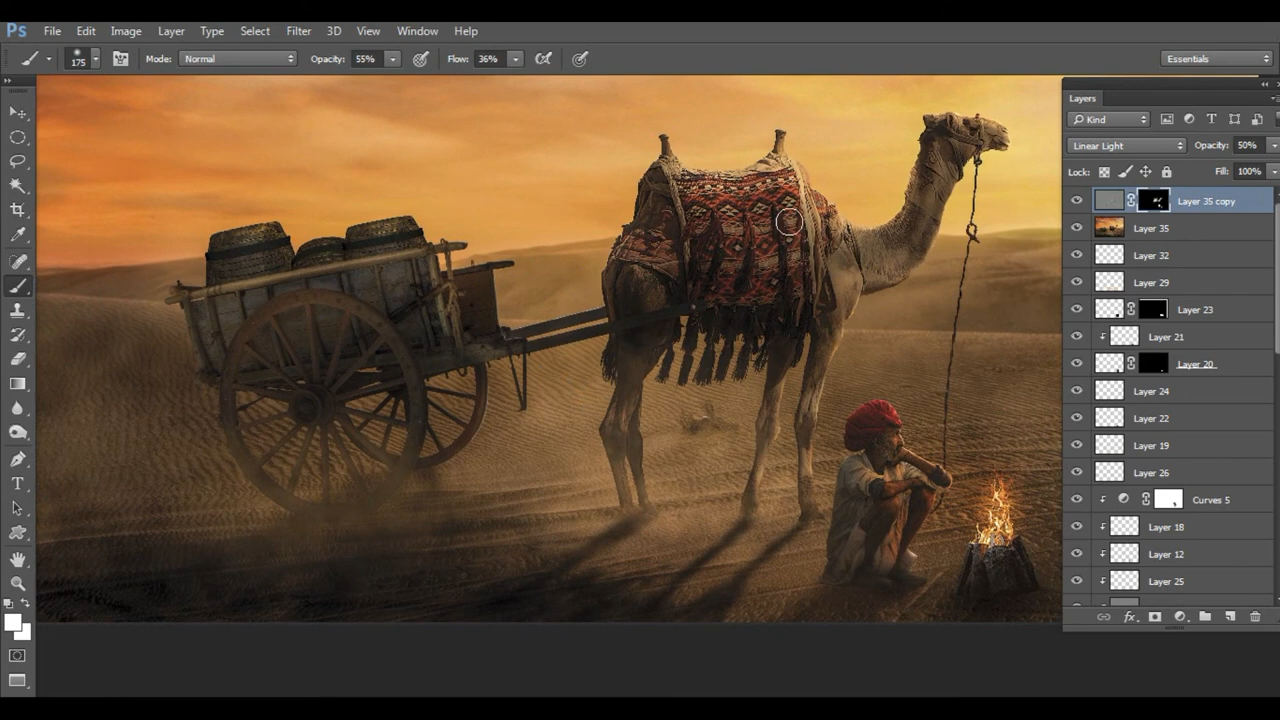 Ps File Edit Image Layer Type Select Filter 3D View Window Help
175 Mode: Normal Opacity: 55% Flow: 36% Essentials
Layers
Kind
Linear Light Opacity: 50%
Lock: Fill: 100%
Layer 35 copy
Layer 35
Layer 32
Layer 29
Layer 23
Layer 21
Layer 20
Layer 24
Layer 22
Layer 19
Layer 26
Curves 5
Layer 18
Layer 12
Layer 25
fx